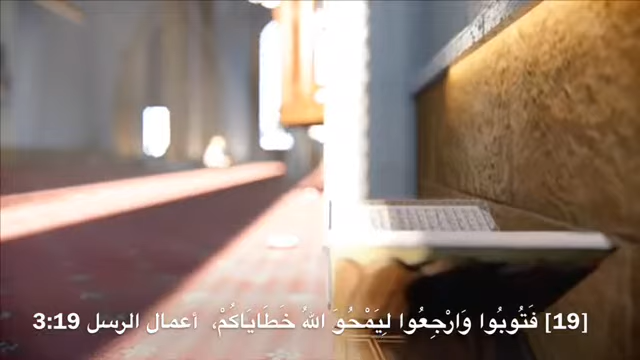 [19] فَتُوبُوا وَارْجِعُوا لِيَمْحُوَ اللهُ خَطَايَاكُمْ، أعمال الرسل 3:19